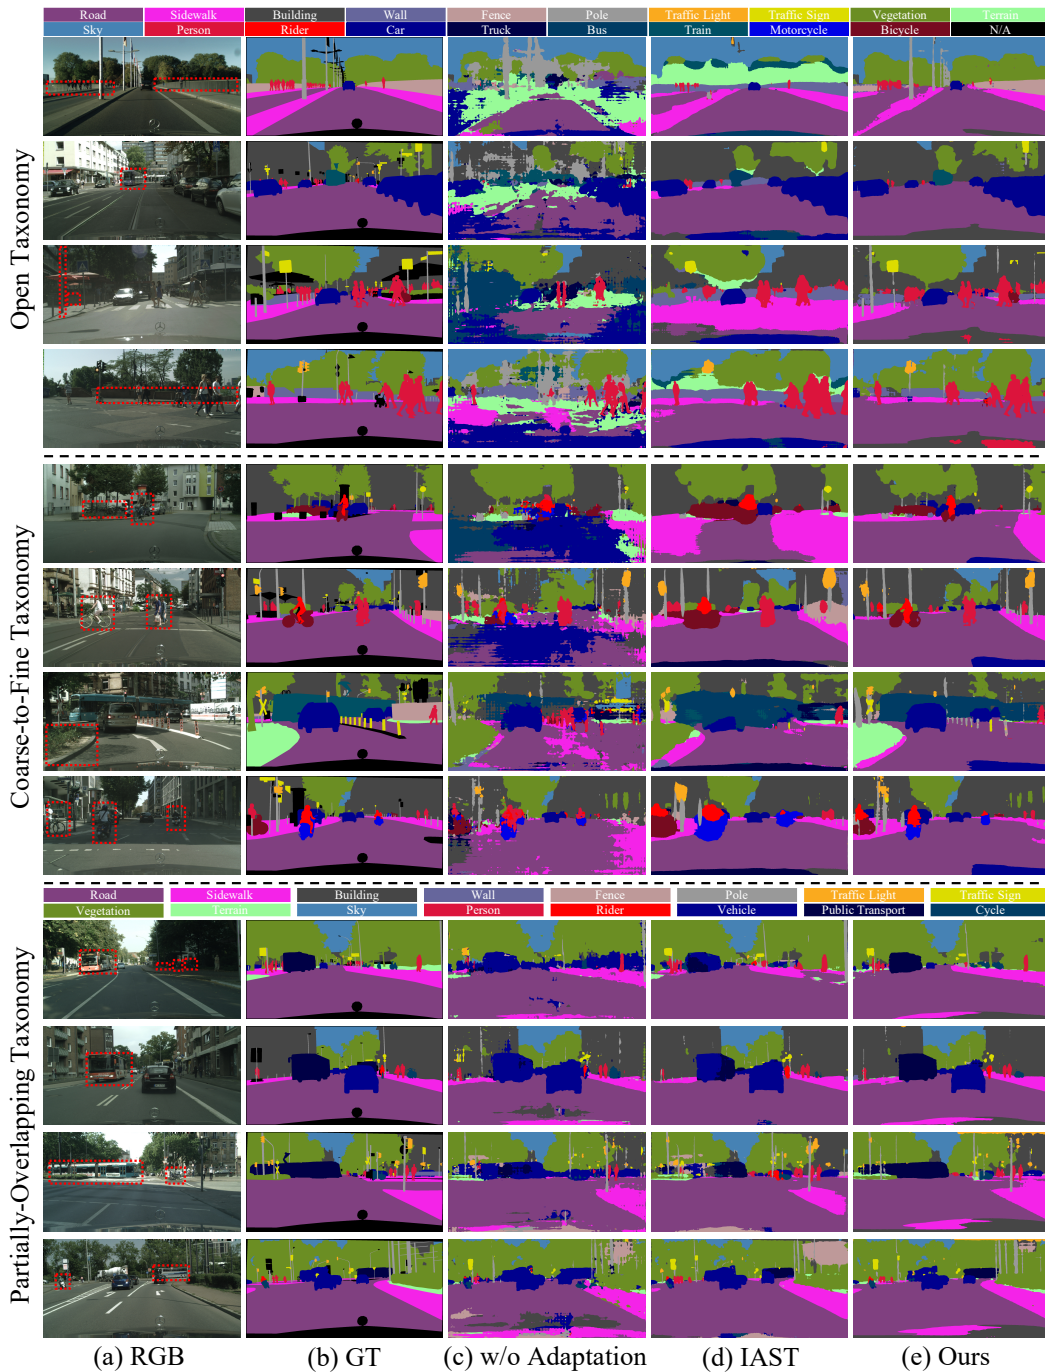 Road Sidewalk Building Wall Fence Pole Traffic Light Traffic Sign Vegetation Terrain
Sky Person Rider Car Truck Bus Train Motorcycle Bicycle N/A
Open Taxonomy
Coarse-to-Fine Taxonomy
Road Sidewalk Building Wall Fence Pole Traffic Light Traffic Sign
Vegetation Terrain Sky Person Rider Vehicle Public Transport Cycle
Partially-Overlapping Taxonomy
(a) RGB (b) GT (c) w/o Adaptation (d) IAST (e) Ours